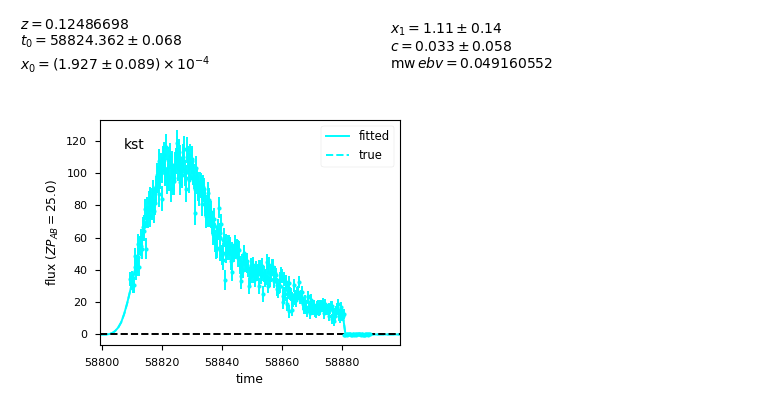 z = 0.12486698
t₀ = 58824.362 ± 0.068
x₀ = (1.927 ± 0.089) × 10⁻⁴
x₁ = 1.11 ± 0.14
c = 0.033 ± 0.058
mw ebv = 0.049160552
kst
fitted
true
flux (ZP_AB = 25.0)
120
100
80
60
40
20
0
58800 58820 58840 58860 58880
time